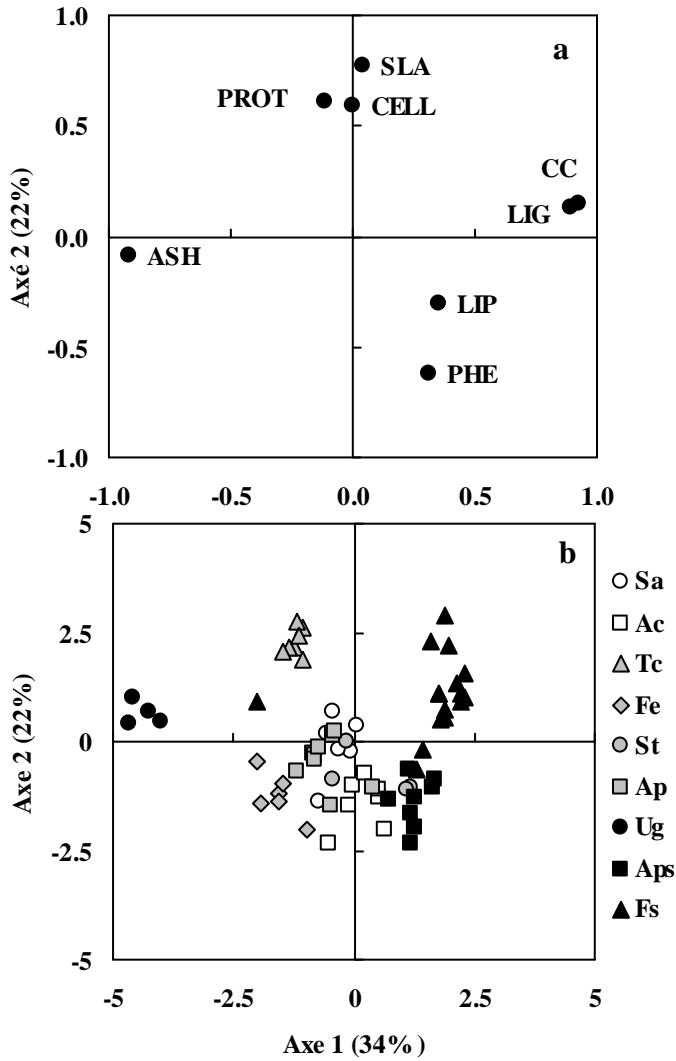 1.0
a
SLA
PROT
CELL
0.5
CC
LIG
Axé 2 (22%)
0.0
ASH
LIP
-0.5
PHE
-1.0
-1.0 -0.5 0.0 0.5 1.0
5
b
Sa
Ac
2.5
Tc
Fe
Axe 2 (22%)
0
St
Ap
Ug
-2.5
Aps
Fs
-5
-5 -2.5 0 2.5 5
Axe 1 (34%)